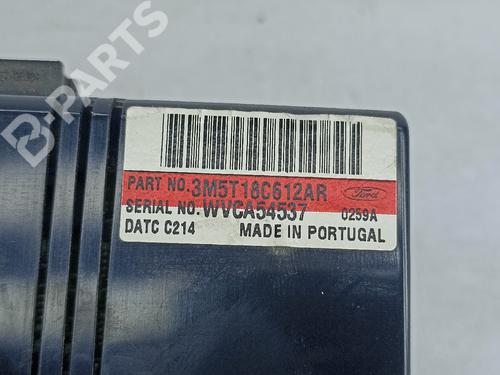 B-PARTS
PART NO. 3M5T18C612AR
Ford
SERIAL NO. WVCA54537 0259A
DATC C214 MADE IN PORTUGAL